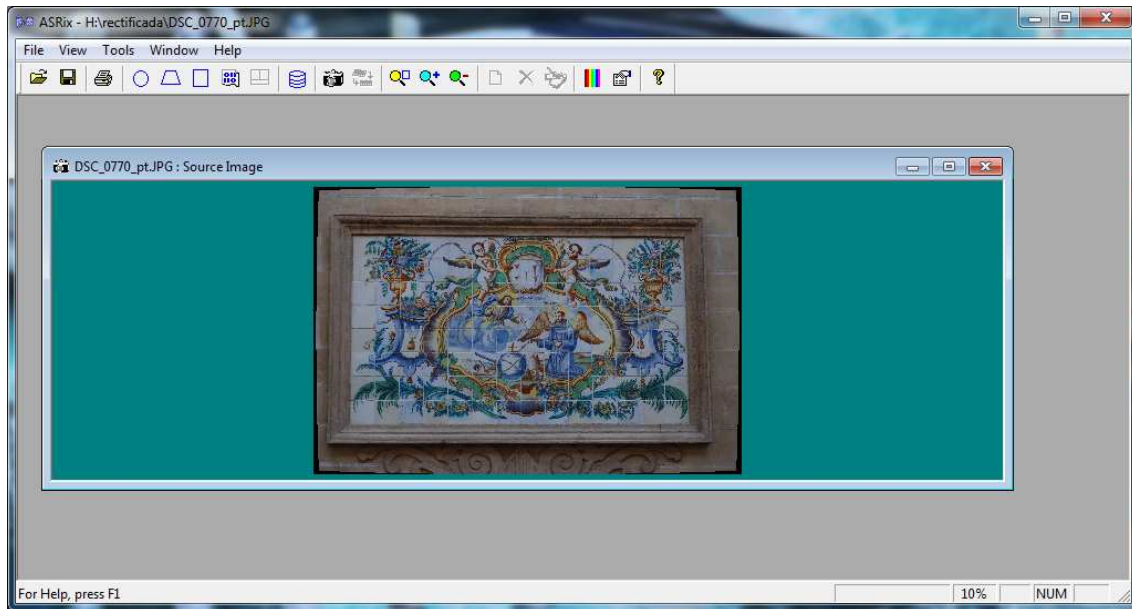 ASRix - H:\rectificada\DSC_0770_pt.JPG
File View Tools Window Help
DSC_0770_pt.JPG : Source Image
For Help, press F1
10%
NUM